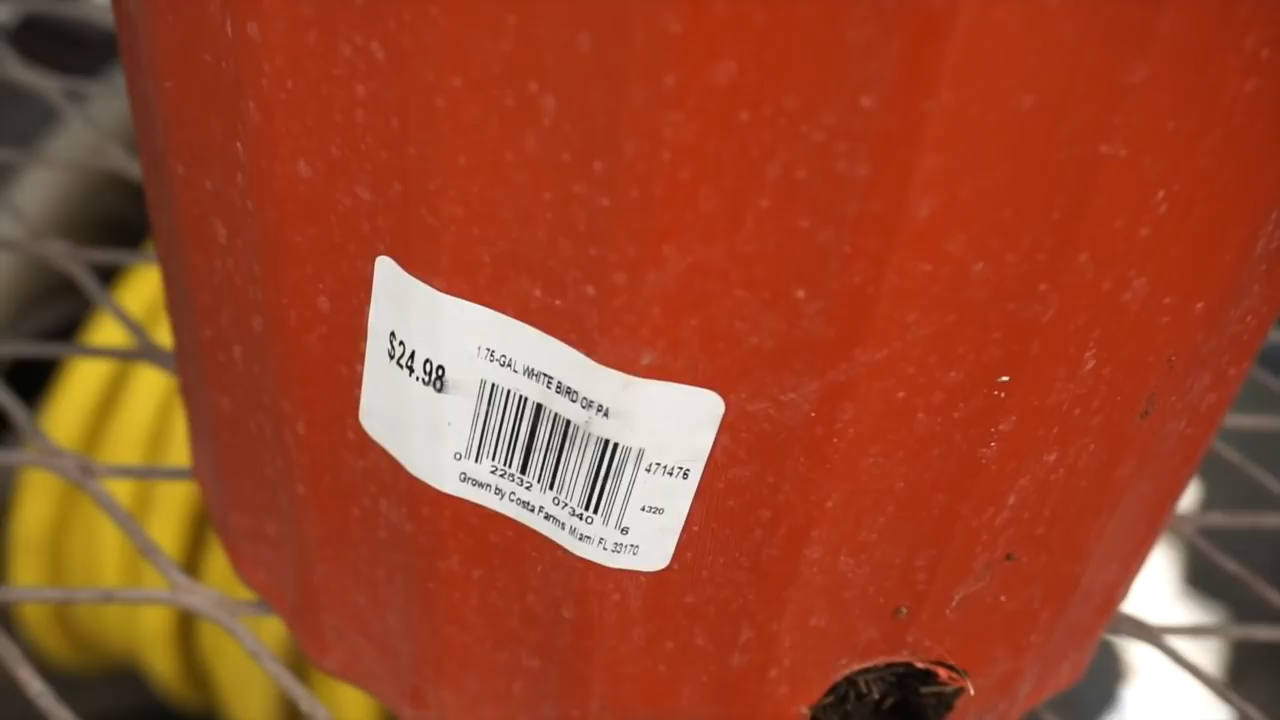 $24.98
1.75-GAL WHITE BIRD OF PA
471476
4320
0 22532 07340 6
Grown by Costa Farms Miami FL 33170